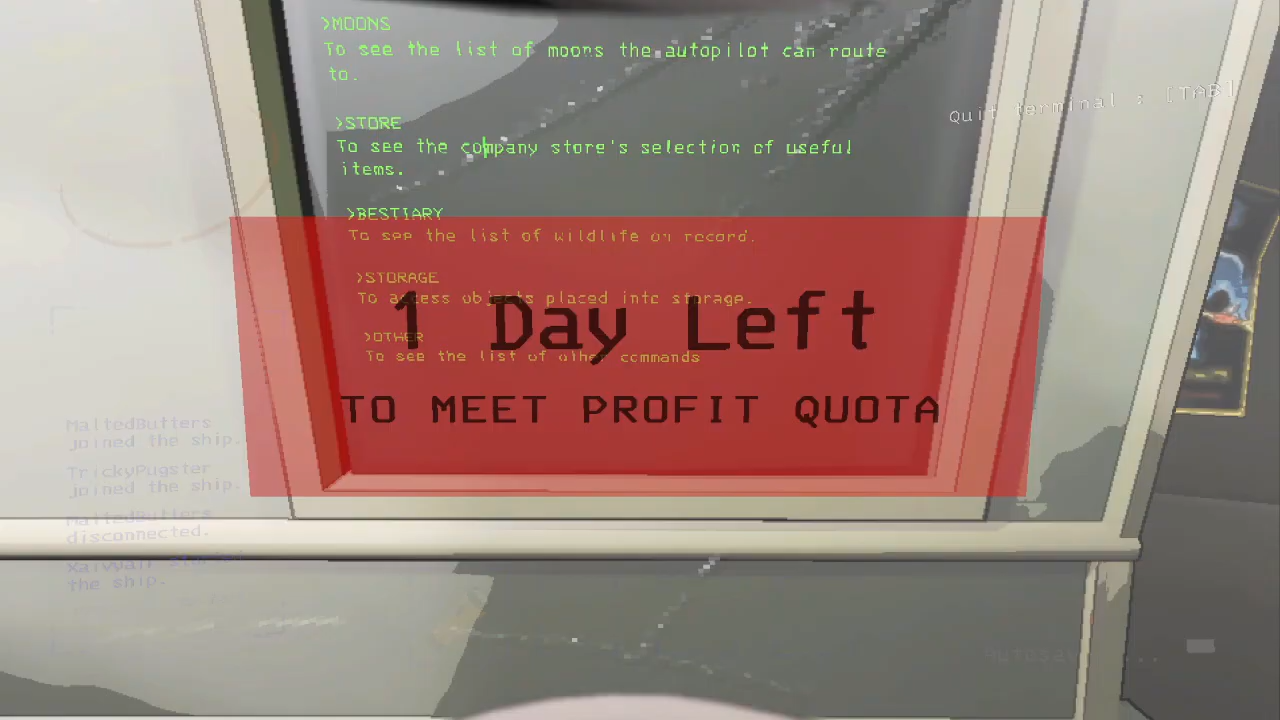 >MOONS
To see the list of moons the autopilot can route
to.
>STORE
To see the company store's selection of useful
items.
>BESTIARY
To see the list of wildlife on record.
>STORAGE
To access objects placed into storage.
>OTHER
To see the list of other commands
1 Day Left
TO MEET PROFIT QUOTA
Quit terminal : [TAB]
MaltedButters
joined the ship.
TrickyPugster
joined the ship.
MaltedButters
disconnected.
started
the ship.